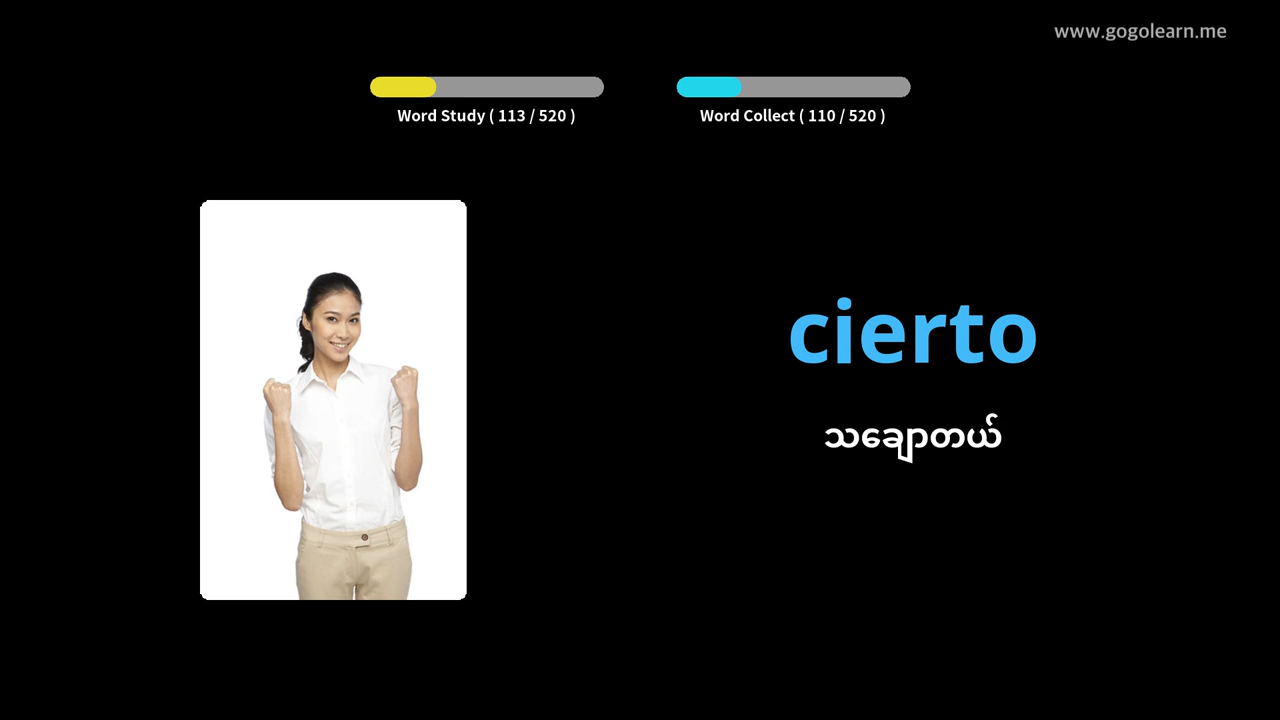 www.gogolearn.me
Word Study ( 113 / 520 )
Word Collect ( 110 / 520 )
cierto
သချောတယ်